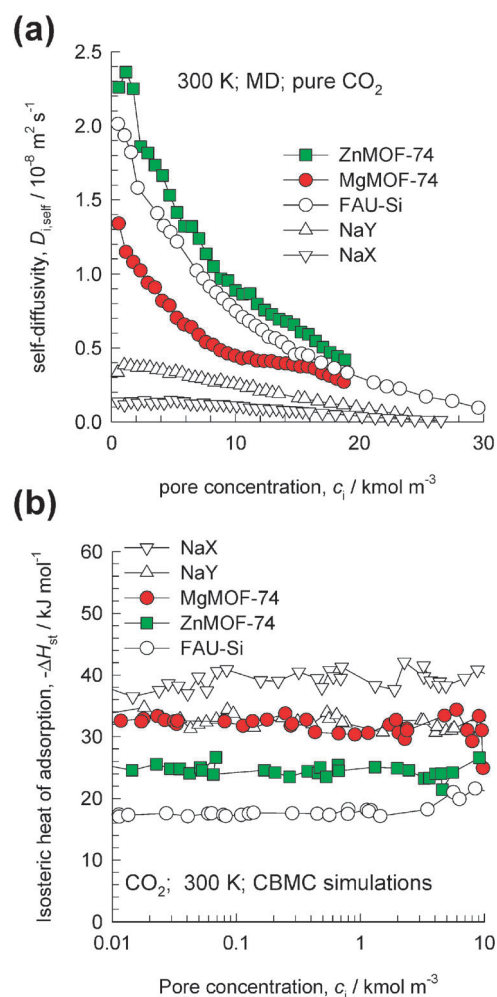 (a)
2.5
2.0
1.5
1.0
0.5
0.0
self-diffusivity, D_i,self / 10⁻⁸ m² s⁻¹
300 K; MD; pure CO₂
ZnMOF-74
MgMOF-74
FAU-Si
NaY
NaX
0 10 20 30
pore concentration, cᵢ / kmol m⁻³
(b)
60
50
40
30
20
10
0
Isosteric heat of adsorption, -ΔH_st / kJ mol⁻¹
NaX
NaY
MgMOF-74
ZnMOF-74
FAU-Si
CO₂; 300 K; CBMC simulations
0.01 0.1 1 10
Pore concentration, cᵢ / kmol m⁻³